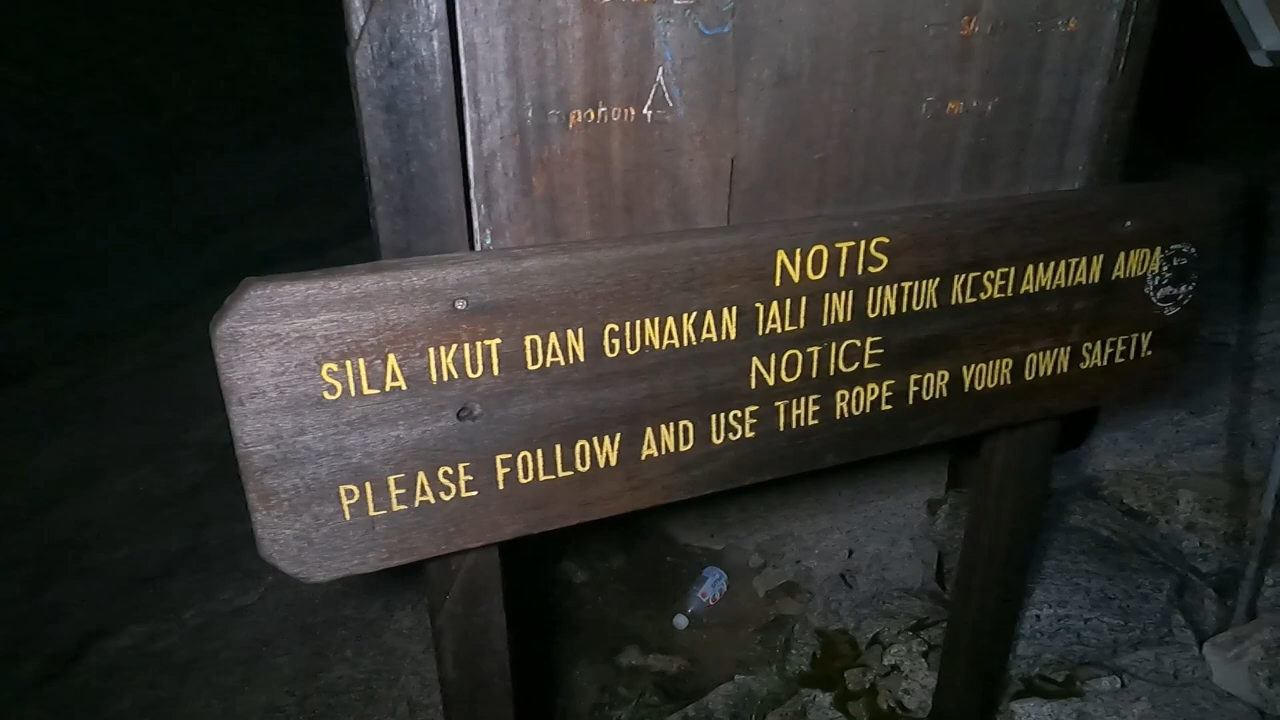 pohon
NOTIS
SILA IKUT DAN GUNAKAN TALI INI UNTUK KESELAMATAN ANDA
NOTICE
PLEASE FOLLOW AND USE THE ROPE FOR YOUR OWN SAFETY.